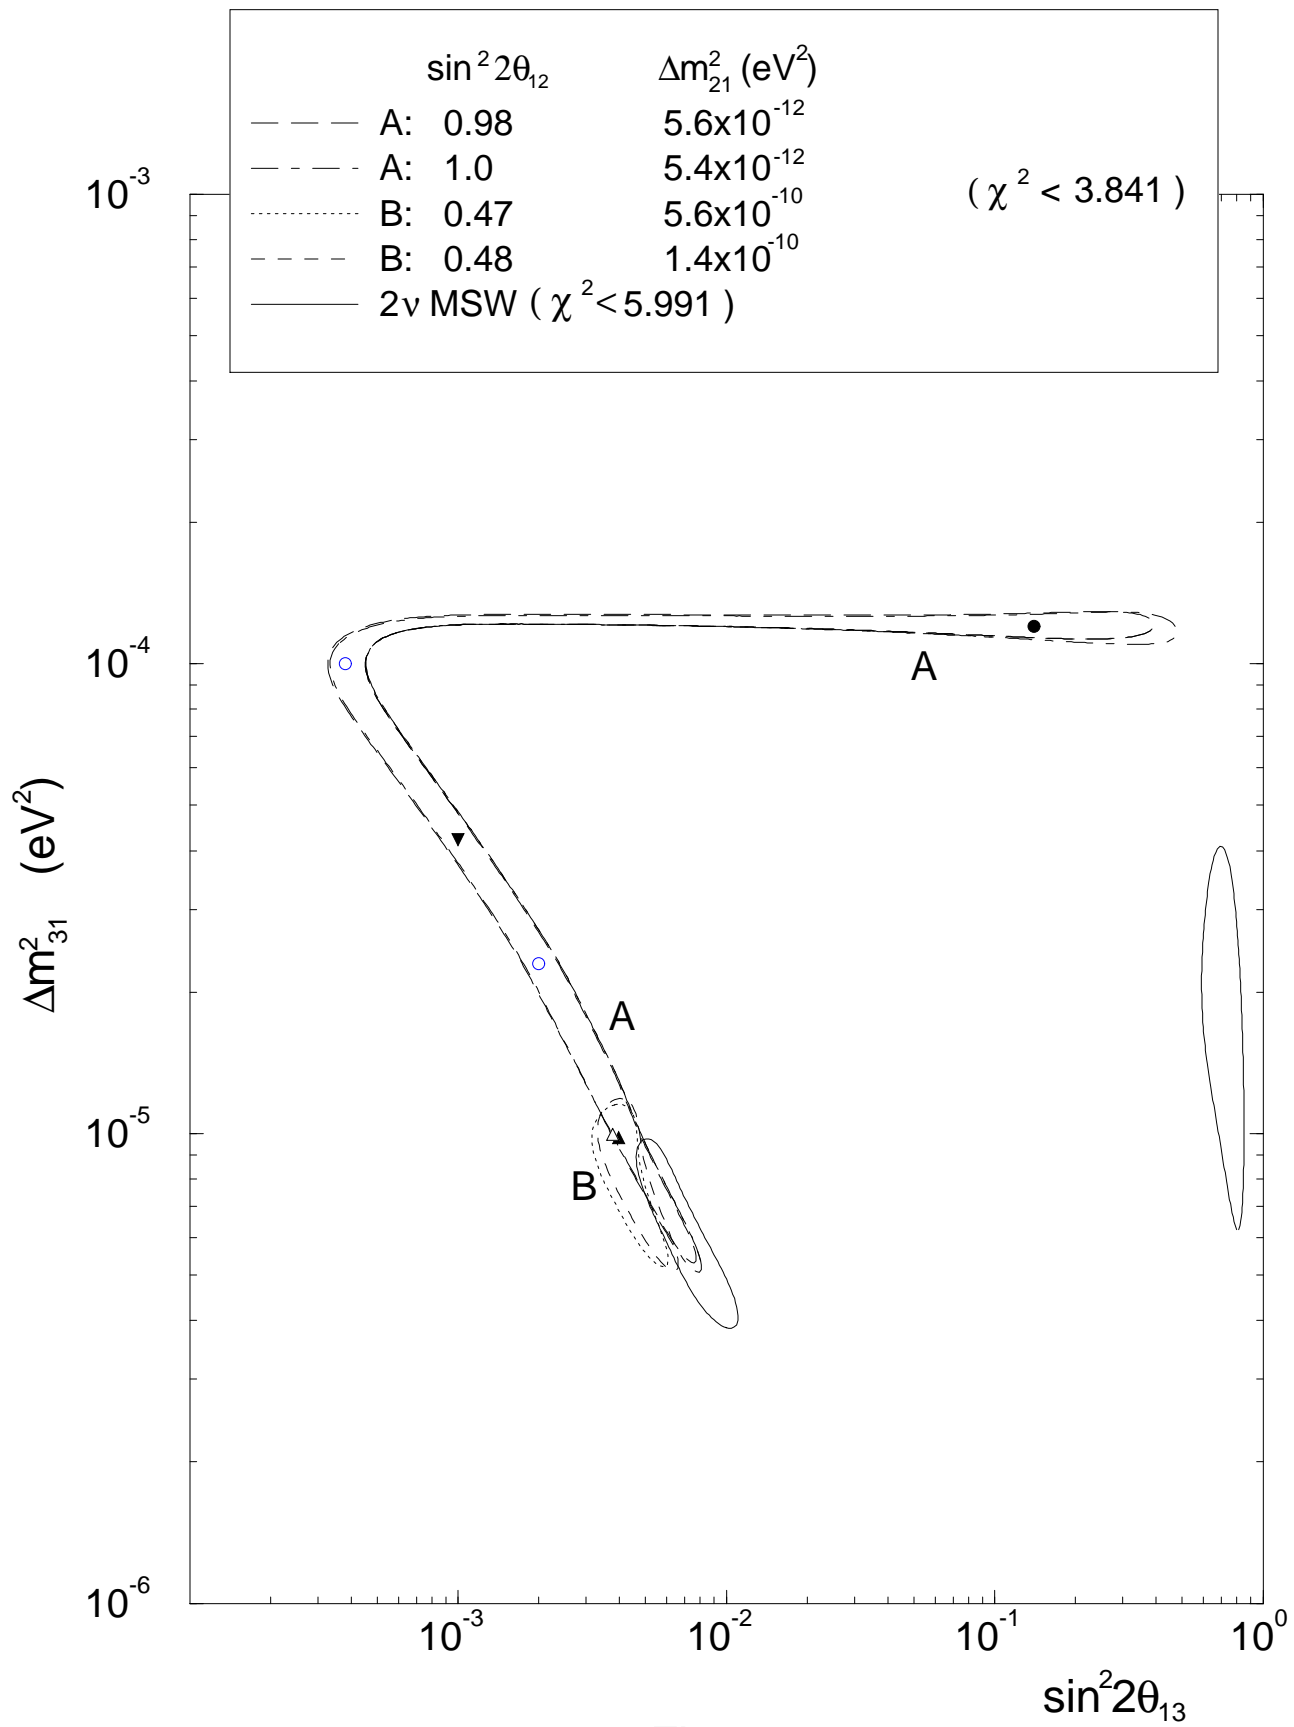 sin² 2θ₁₂ Δm²₂₁ (eV²)
A: 0.98 5.6x10⁻¹²
A: 1.0 5.4x10⁻¹²
(χ² < 3.841)
B: 0.47 5.6x10⁻¹⁰
B: 0.48 1.4x10⁻¹⁰
2ν MSW (χ² < 5.991)
10⁻³
10⁻⁴
10⁻⁵
10⁻⁶
Δm²₃₁ (eV²)
A
A
B
10⁻³ 10⁻² 10⁻¹ 10⁰
sin²2θ₁₃